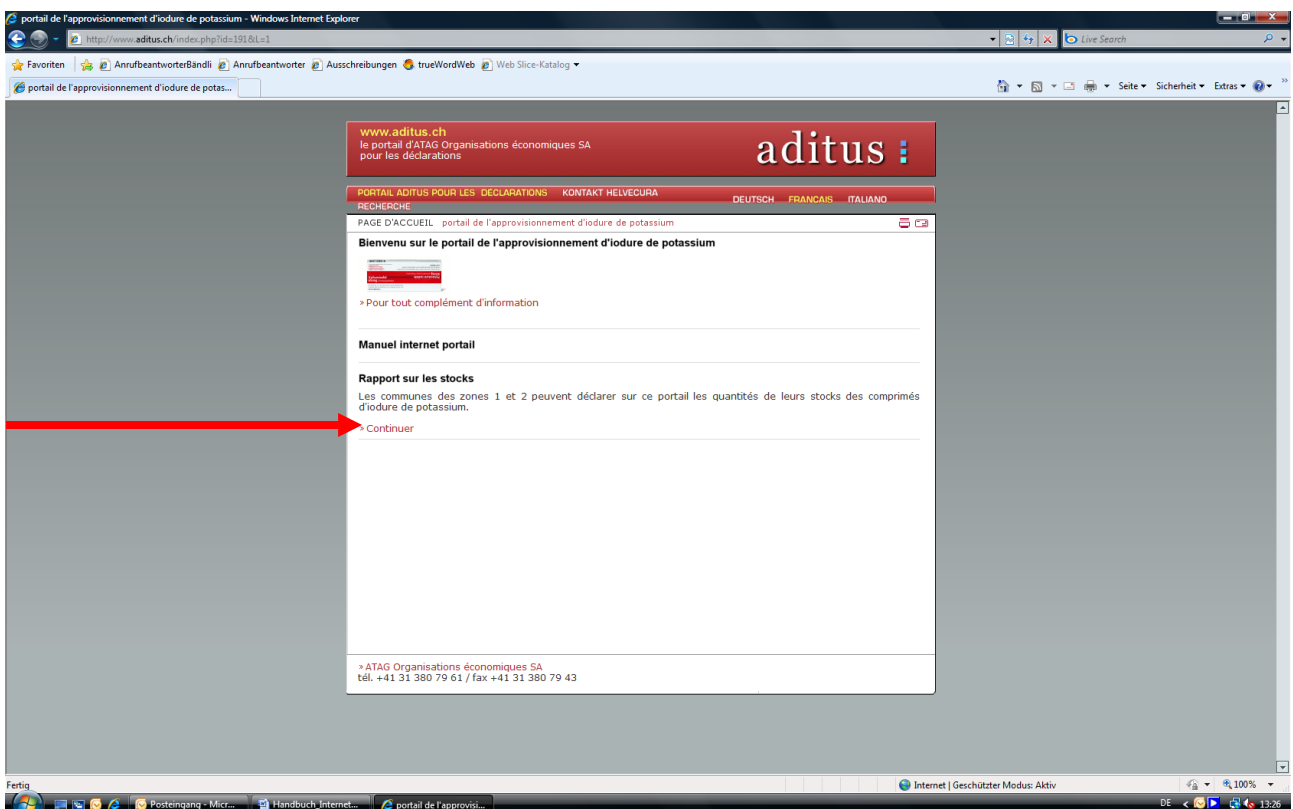 portail de l'approvisionnement d'iodure de potassium - Windows Internet Explorer
http://www.aditus.ch/index.php?id=191&L=1
Live Search
Favoriten AnrufbeantworterBändli Anrufbeantworter Ausschreibungen trueWordWeb Web Slice-Katalog
portail de l'approvisionnement d'iodure de potas...
Seite Sicherheit Extras
www.aditus.ch
le portail d'ATAG Organisations économiques SA
pour les déclarations
aditus
PORTAIL ADITUS POUR LES DECLARATIONS KONTAKT HELVECURA
DEUTSCH FRANCAIS ITALIANO
RECHERCHE
PAGE D'ACCUEIL portail de l'approvisionnement d'iodure de potassium
Bienvenu sur le portail de l'approvisionnement d'iodure de potassium
» Pour tout complément d'information
Manuel internet portail
Rapport sur les stocks
Les communes des zones 1 et 2 peuvent déclarer sur ce portail les quantités de leurs stocks des comprimés
d'iodure de potassium.
» Continuer
» ATAG Organisations économiques SA
tél. +41 31 380 79 61 / fax +41 31 380 79 43
Fertig
Internet | Geschützter Modus: Aktiv
100%
Posteingang - Micr... Handbuch_Internet... portail de l'approvisi...
DE
13:26